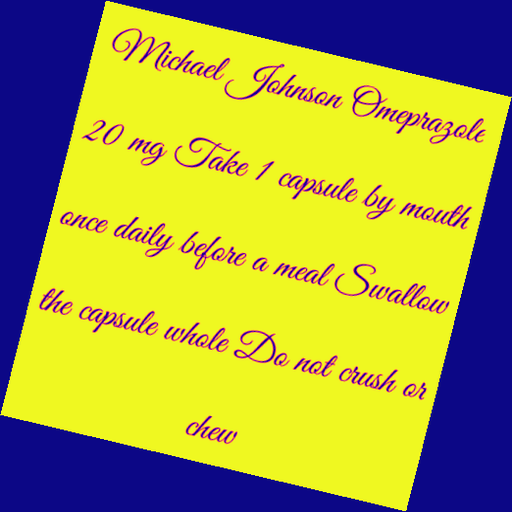 Michael Johnson Omeprazole
20 mg Take 1 capsule by mouth
once daily before a meal Swallow
the capsule whole Do not crush or
chew